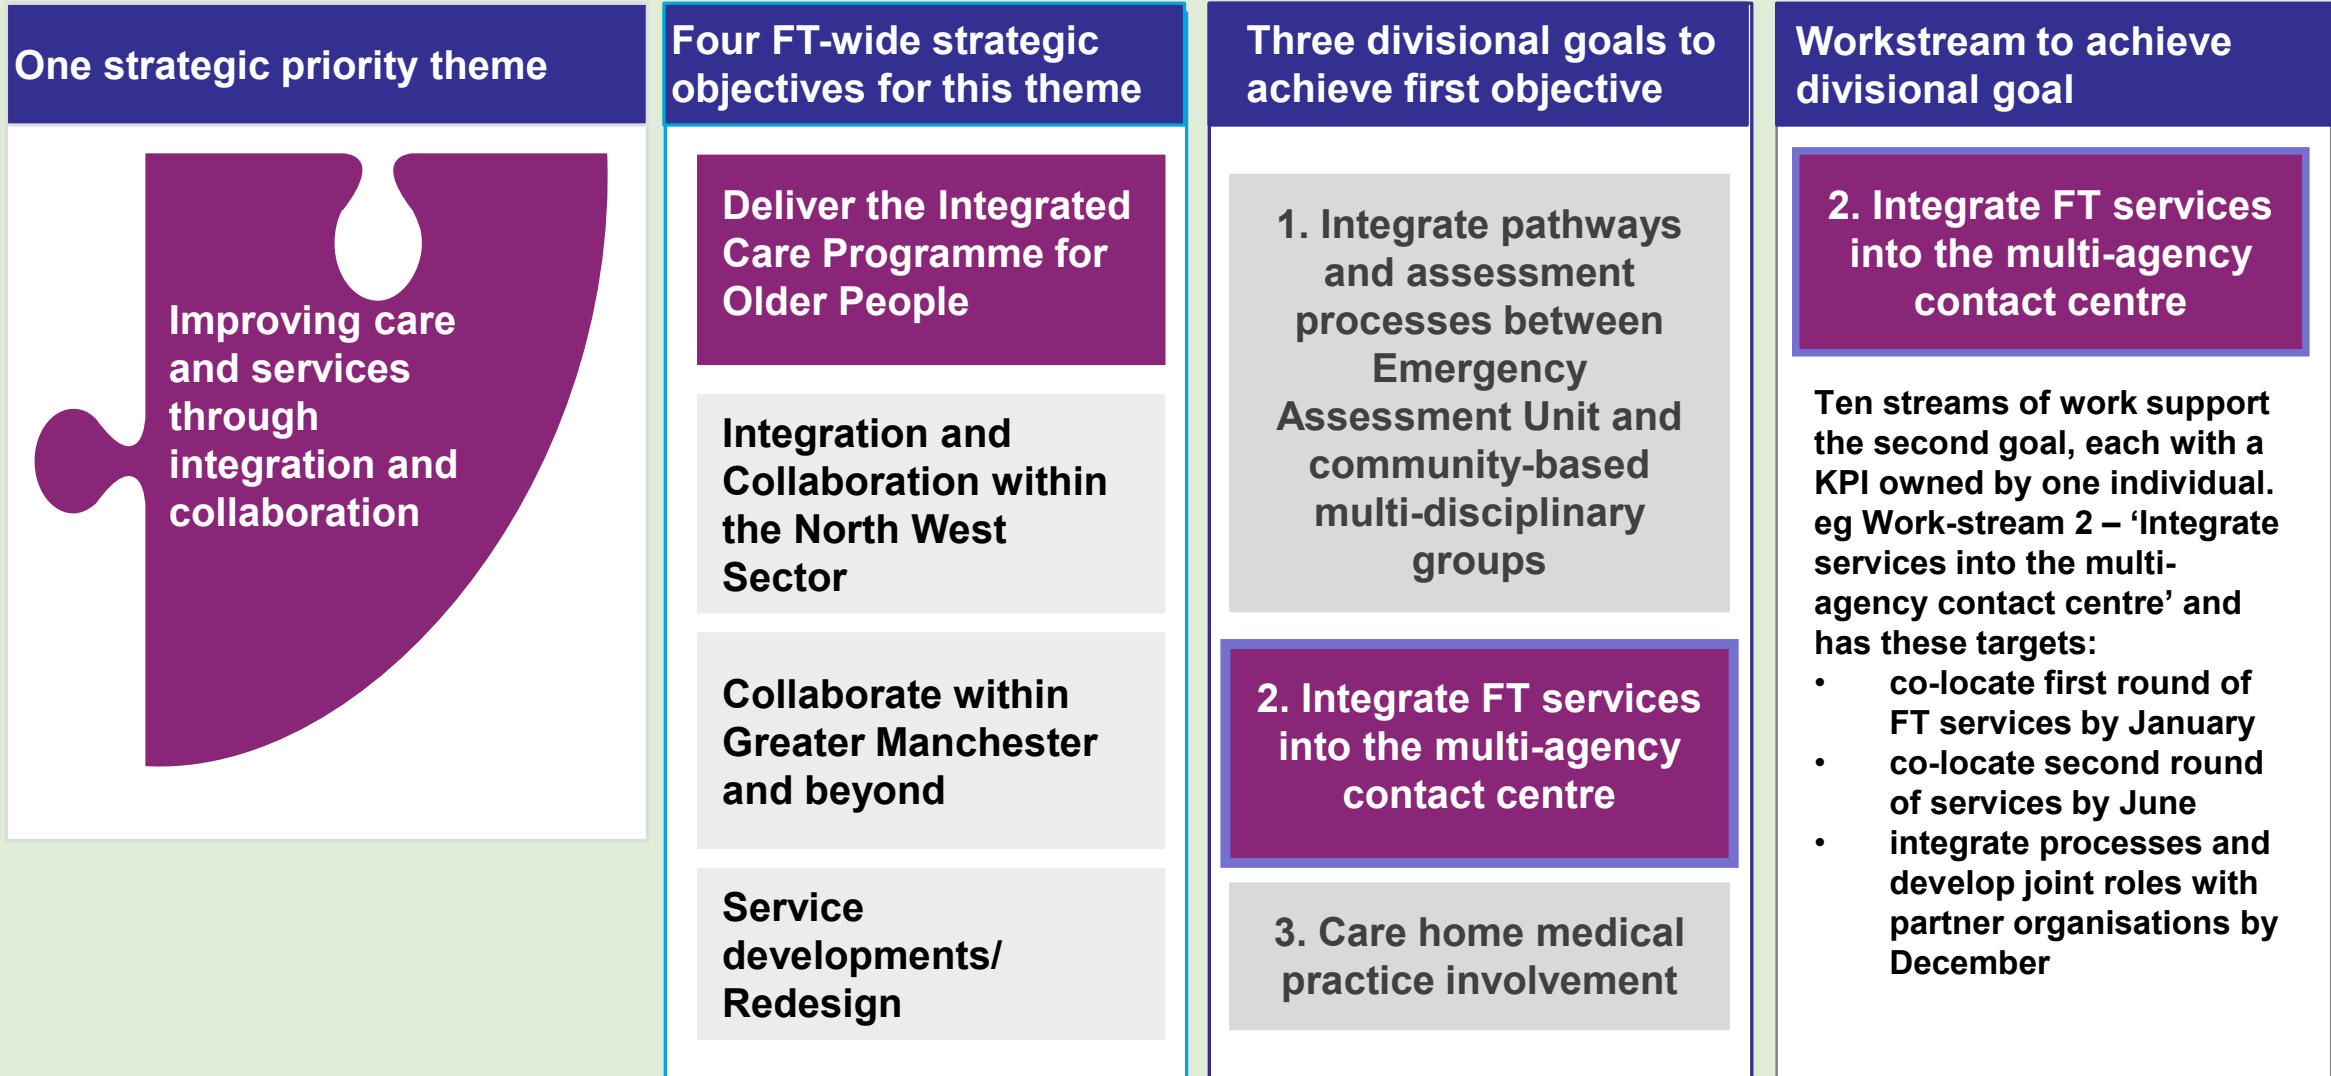 One strategic priority theme
Improving care
and services
through
integration and
collaboration
Four FT-wide strategic
objectives for this theme
Deliver the Integrated
Care Programme for
Older People
Integration and
Collaboration within
the North West
Sector
Collaborate within
Greater Manchester
and beyond
Service
developments/
Redesign
Three divisional goals to
achieve first objective
1. Integrate pathways
and assessment
processes between
Emergency
Assessment Unit and
community-based
multi-disciplinary
groups
2. Integrate FT services
into the multi-agency
contact centre
3. Care home medical
practice involvement
Workstream to achieve
divisional goal
2. Integrate FT services
into the multi-agency
contact centre
Ten streams of work support
the second goal, each with a
KPI owned by one individual.
eg Work-stream 2 – ‘Integrate
services into the multi-
agency contact centre’ and
has these targets:
• co-locate first round of
FT services by January
• co-locate second round
of services by June
• integrate processes and
develop joint roles with
partner organisations by
December